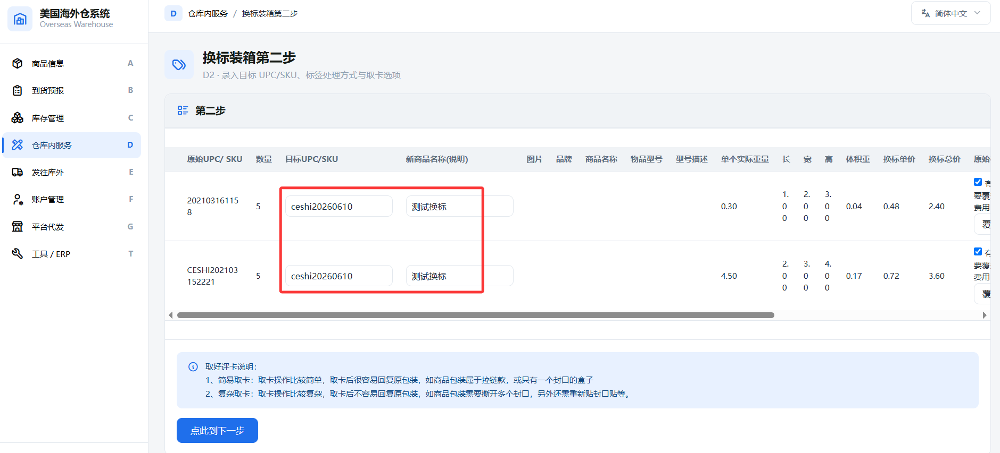 美国海外仓系统
Overseas Warehouse
商品信息 A
到货预报 B
库存管理 C
仓库内服务 D
发往库外 E
账户管理 F
平台代发 G
工具 / ERP T
D 仓库内服务 / 换标装箱第二步
简体中文
换标装箱第二步
D2 · 录入目标 UPC/SKU、标签处理方式与取卡选项
第二步
原始UPC/ SKU 数量 目标UPC/SKU 新商品名称(说明) 图片 品牌 商品名称 物品型号 型号描述 单个实际重量 长 宽 高 体积重 换标单价 换标总价 原始
202103161158 5 ceshi20260610 测试换标 0.30 1.00 2.00 3.00 0.04 0.48 2.40 有
要覆
费用
覆
CESHI202103152221 5 ceshi20260610 测试换标 4.50 2.00 3.00 4.00 0.17 0.72 3.60 有
要覆
费用
覆
取好评卡说明：
1、简易取卡：取卡操作比较简单，取卡后很容易回复原包装，如商品包装属于拉链款，或只有一个封口的盒子
2、复杂取卡：取卡操作比较复杂，取卡后不容易回复原包装，如商品包装需要撕开多个封口，另外还需重新贴封口贴等。
点此到下一步